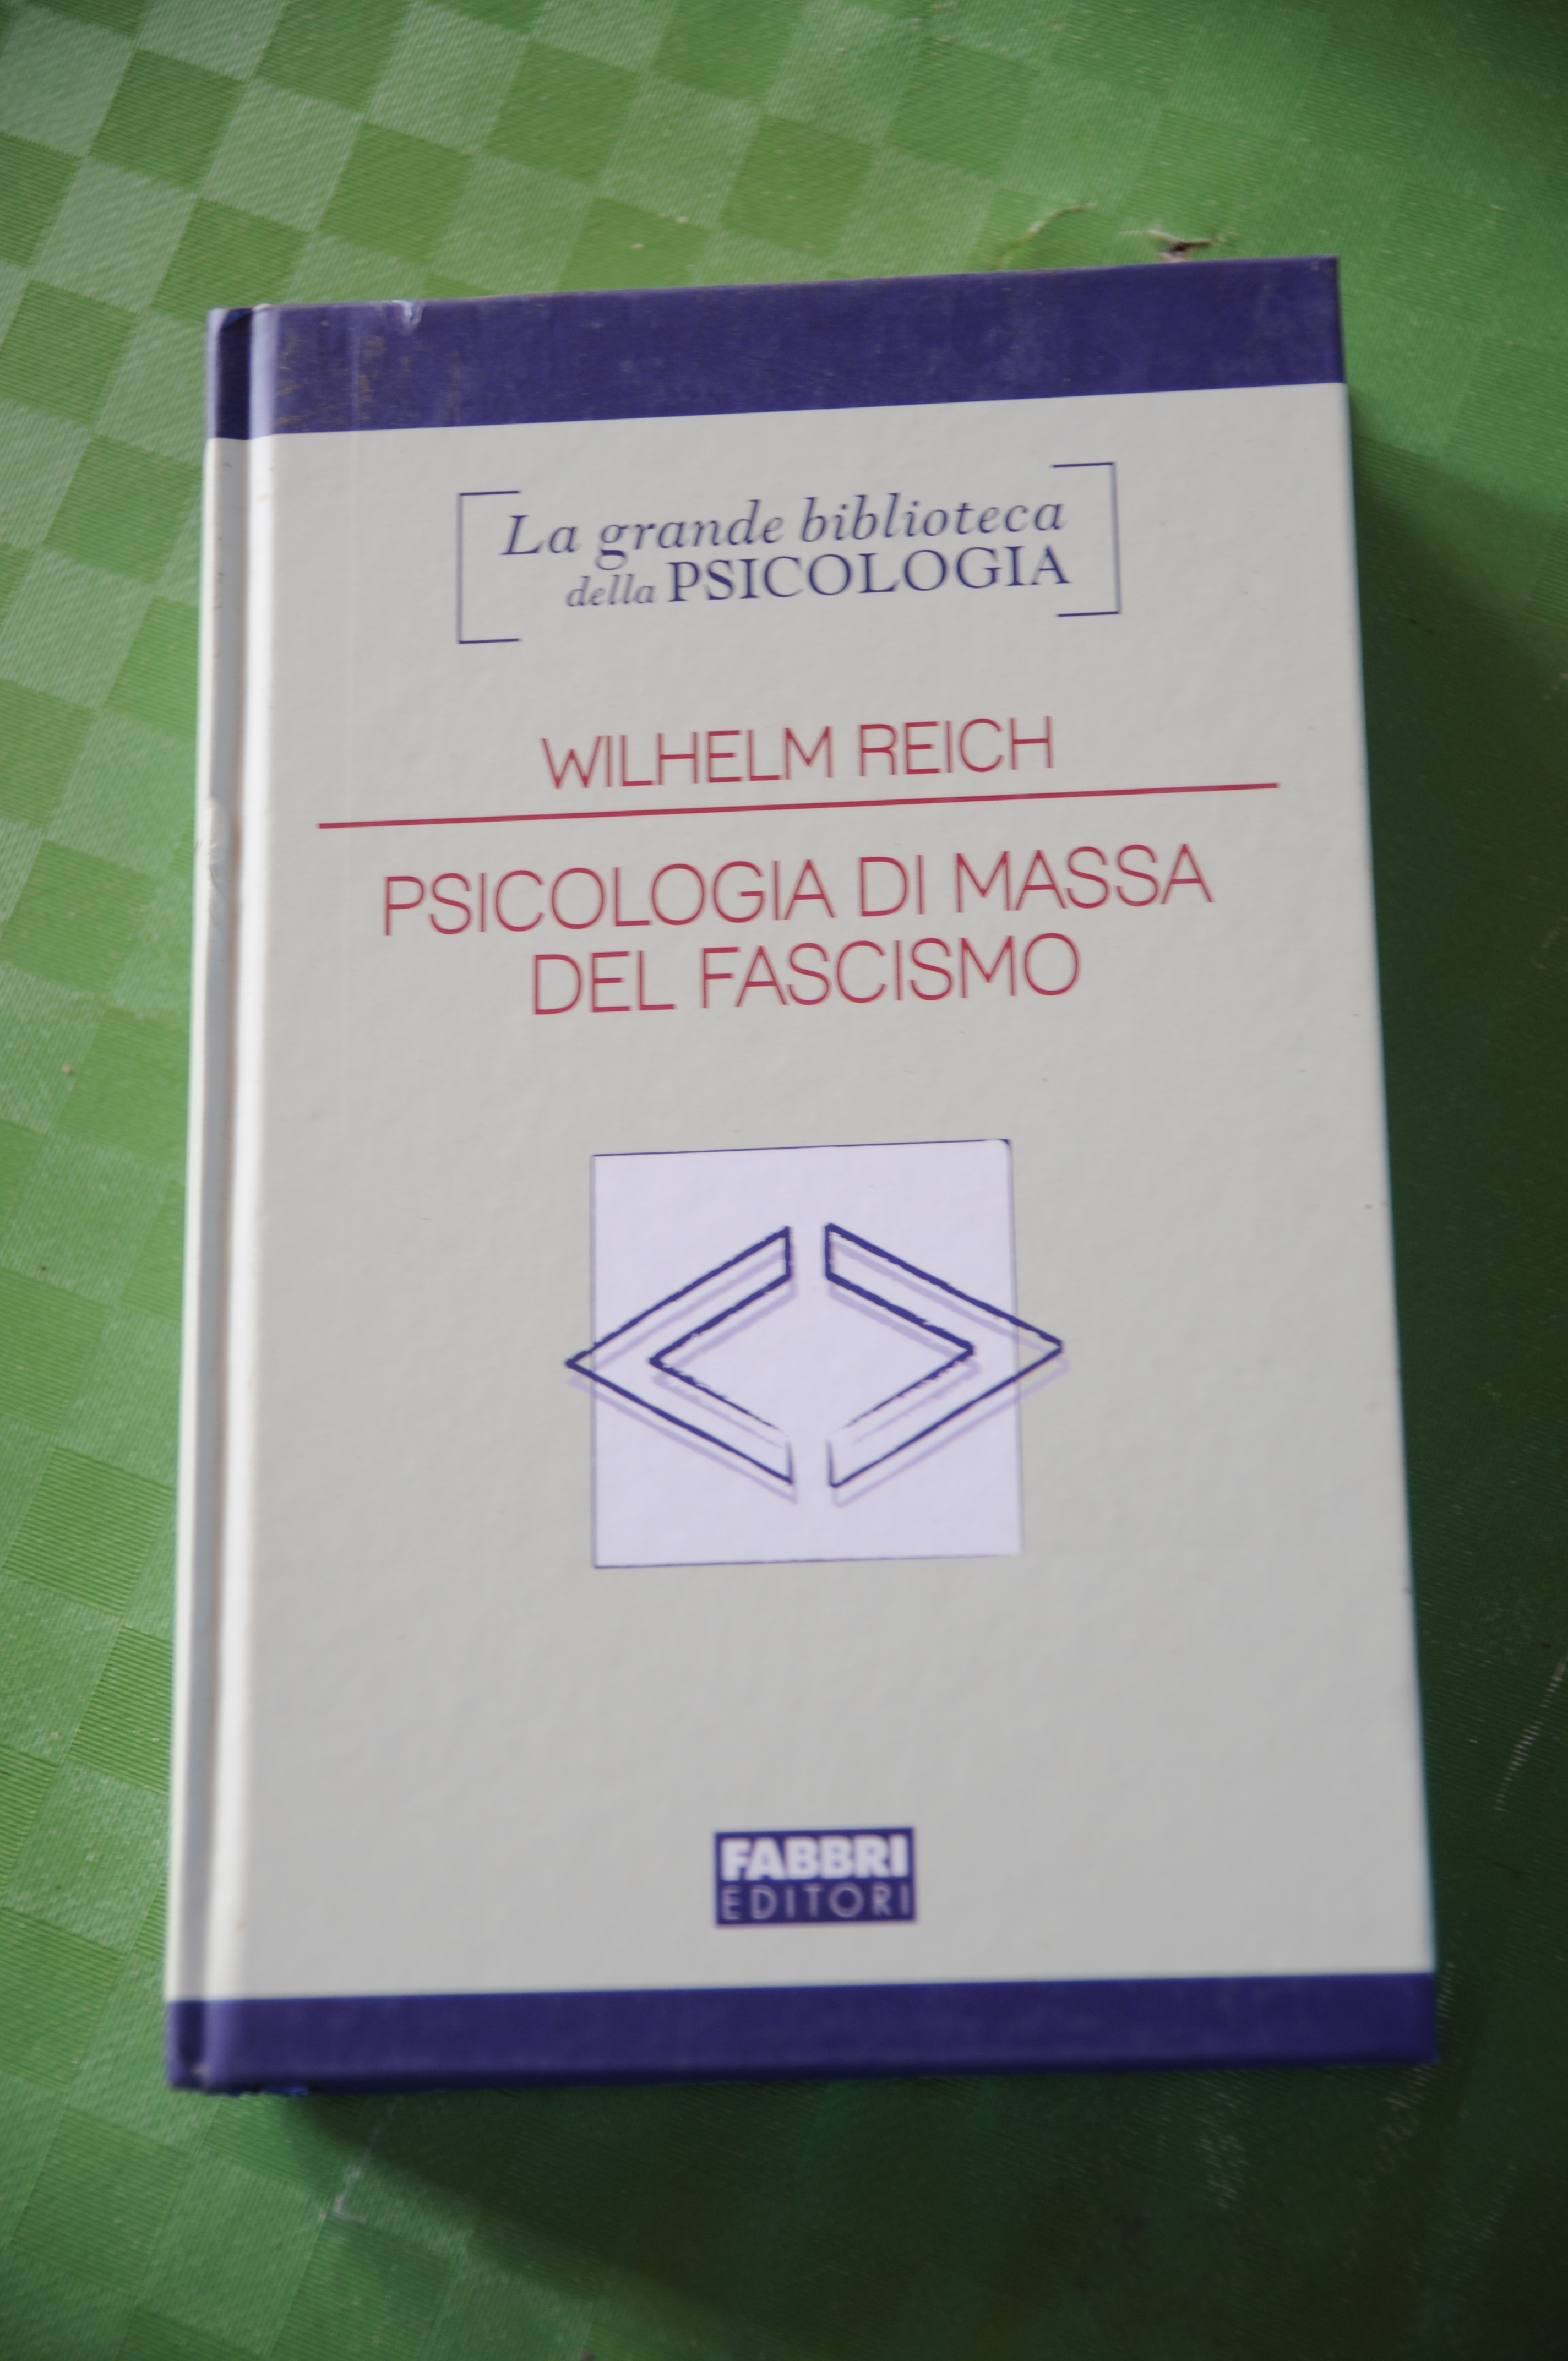 La grande biblioteca
della PSICOLOGIA
WILHELM REICH
PSICOLOGIA DI MASSA
DEL FASCISMO
FABBRI
EDITORI